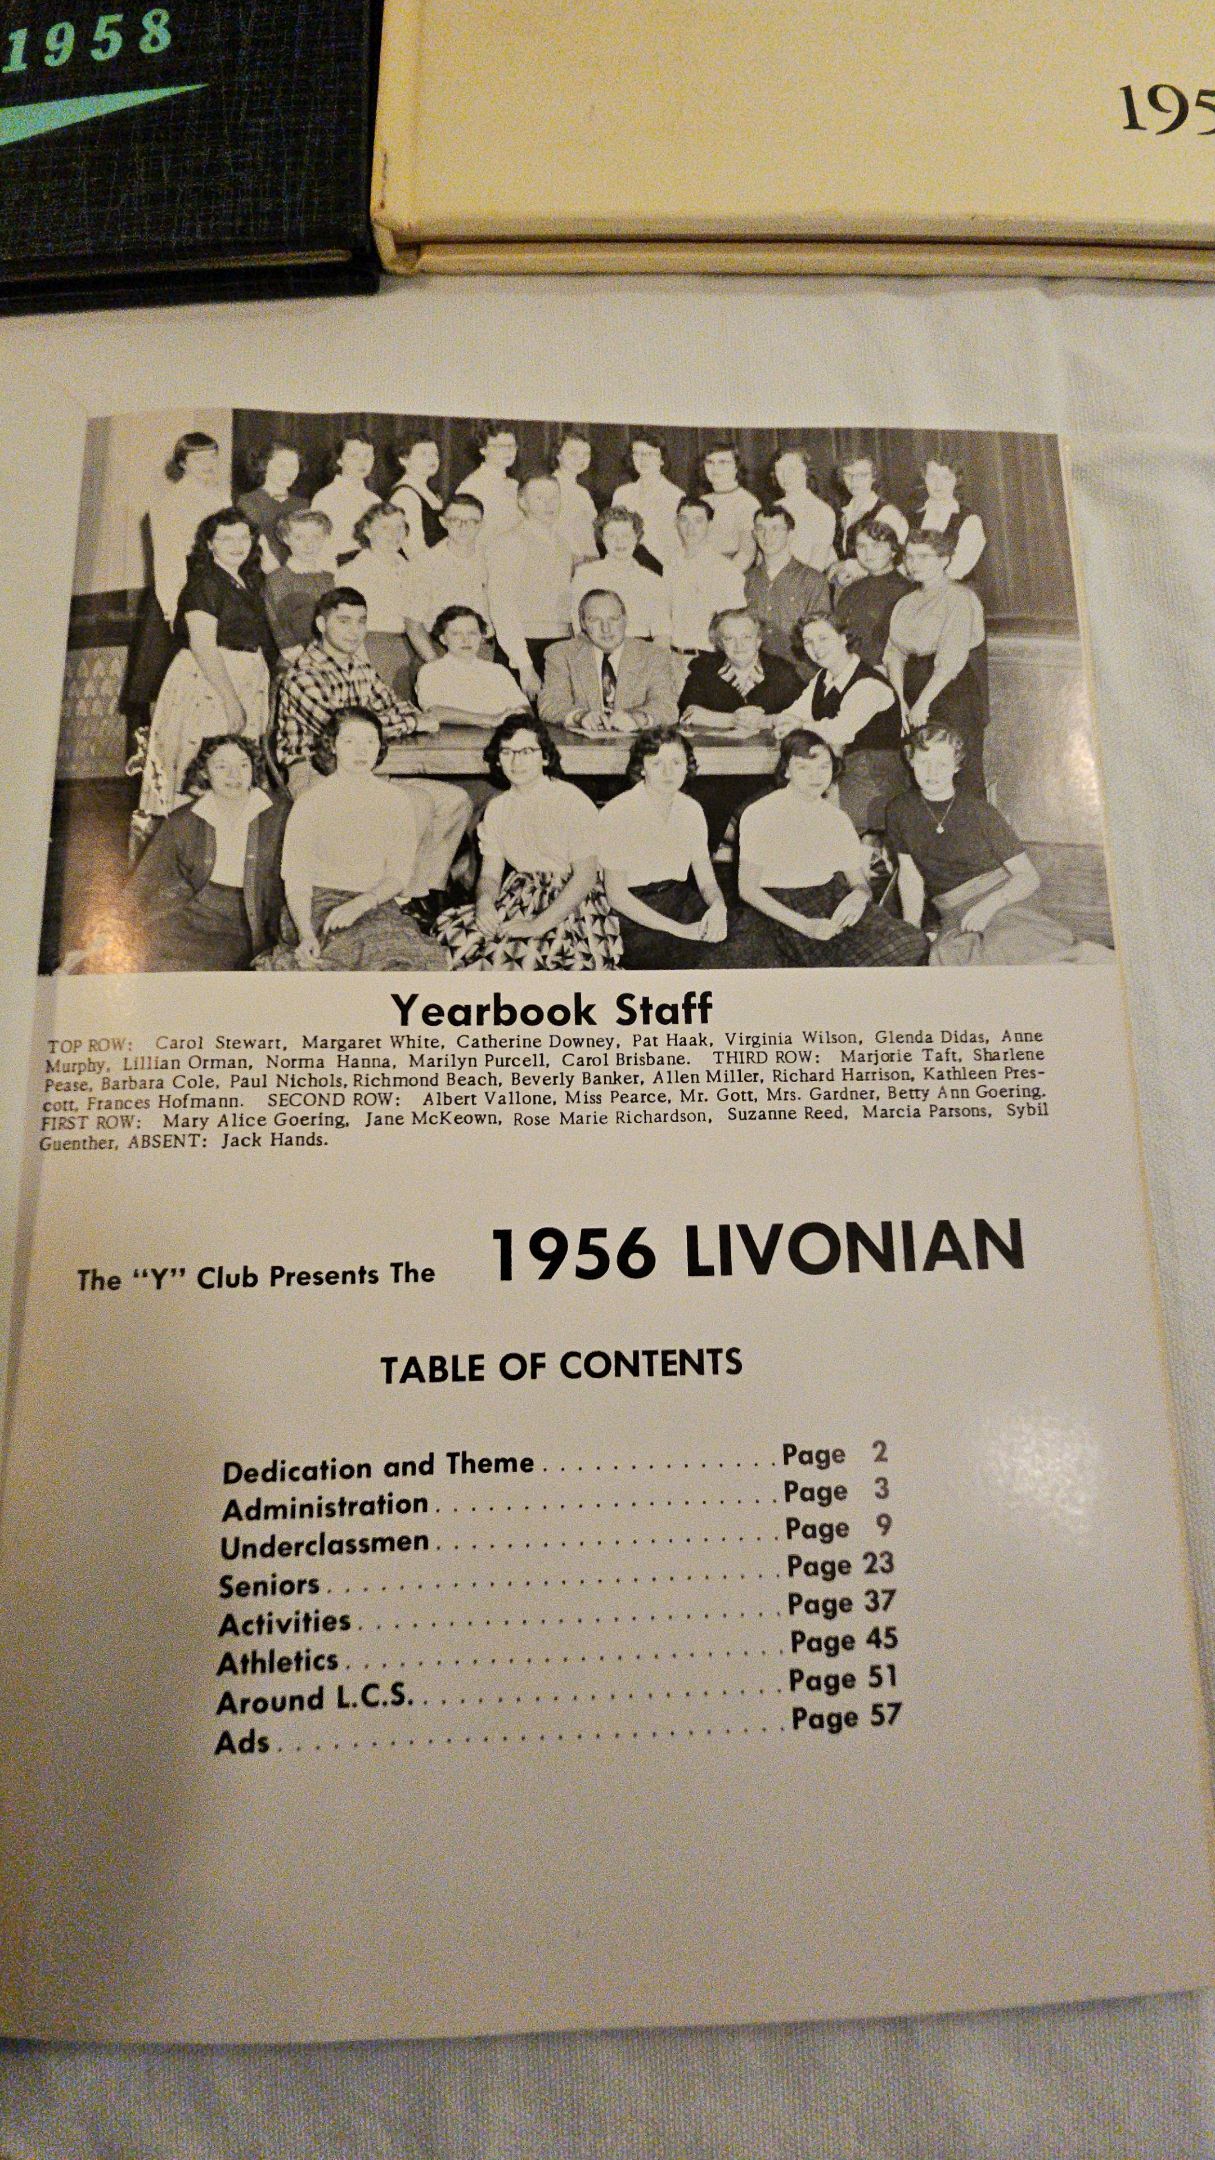 1958
195
Yearbook Staff
TOP ROW: Carol Stewart, Margaret White, Catherine Downey, Pat Haak, Virginia Wilson, Glenda Didas, Anne
Murphy, Lillian Orman, Norma Hanna, Marilyn Purcell, Carol Brisbane. THIRD ROW: Marjorie Taft, Sharlene
Pease, Barbara Cole, Paul Nichols, Richmond Beach, Beverly Banker, Allen Miller, Richard Harrison, Kathleen Pres-
cott, Frances Hofmann. SECOND ROW: Albert Vallone, Miss Pearce, Mr. Gott, Mrs. Gardner, Betty Ann Goering.
FIRST ROW: Mary Alice Goering, Jane McKeown, Rose Marie Richardson, Suzanne Reed, Marcia Parsons, Sybil
Guenther, ABSENT: Jack Hands.
The "Y" Club Presents The 1956 LIVONIAN
TABLE OF CONTENTS
Dedication and Theme.............. Page 2
Administration.................... Page 3
Underclassmen.................... Page 9
Seniors.......................... Page 23
Activities........................ Page 37
Athletics......................... Page 45
Around L.C.S..................... Page 51
Ads............................. Page 57